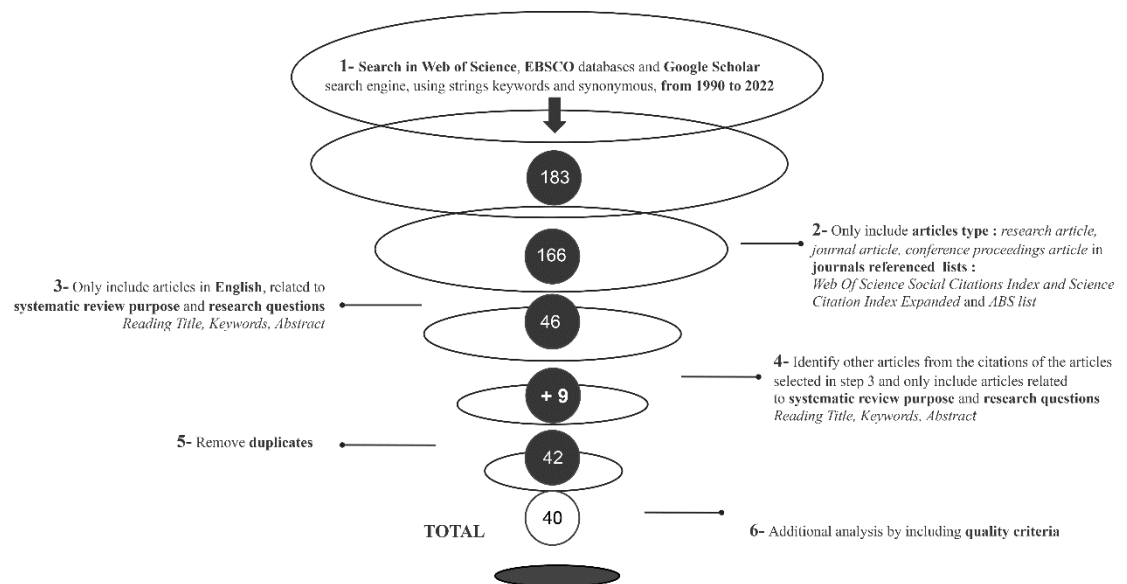 1- Search in Web of Science, EBSCO databases and Google Scholar
search engine, using strings keywords and synonymous, from 1990 to 2022
183
2- Only include articles type : research article,
journal article, conference proceedings article in
journals referenced lists :
Web Of Science Social Citations Index and Science
Citation Index Expanded and ABS list
166
3- Only include articles in English, related to
systematic review purpose and research questions
Reading Title, Keywords, Abstract
46
4- Identify other articles from the citations of the articles
selected in step 3 and only include articles related
to systematic review purpose and research questions
Reading Title, Keywords, Abstract
+ 9
5- Remove duplicates
42
TOTAL
40
6- Additional analysis by including quality criteria